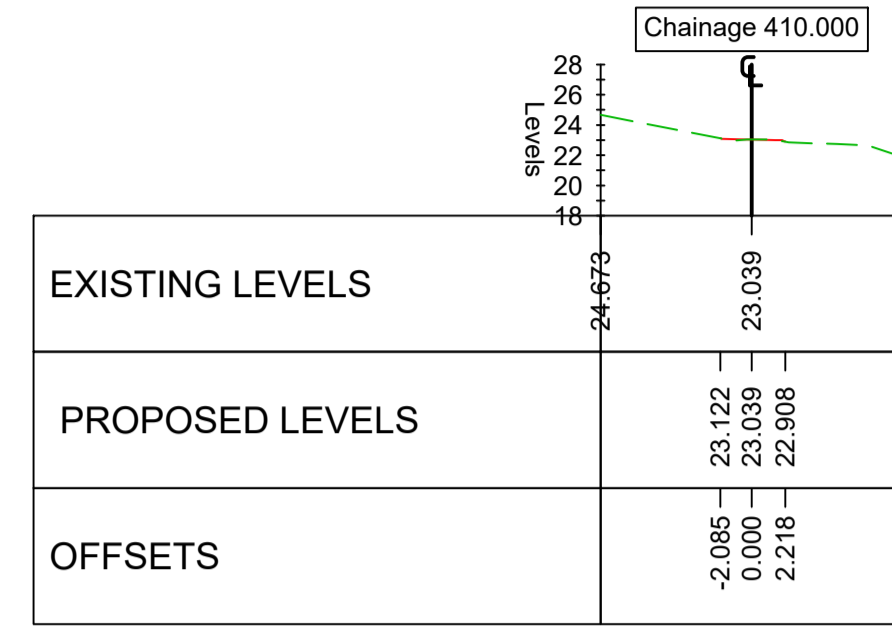 Chainage 410.000
CL
28
26
24
22
20
18
Levels
EXISTING LEVELS
24.673
23.039
PROPOSED LEVELS
23.122
23.039
22.908
OFFSETS
-2.085
0.000
2.218